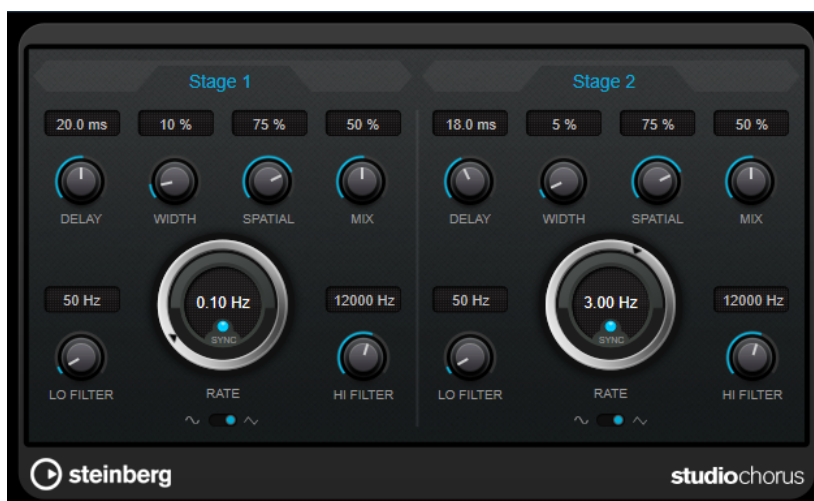 Stage 1
20.0 ms 10 % 75 % 50 %
DELAY WIDTH SPATIAL MIX
50 Hz 0.10 Hz 12000 Hz
SYNC
LO FILTER RATE HI FILTER
Stage 2
18.0 ms 5 % 75 % 50 %
DELAY WIDTH SPATIAL MIX
50 Hz 3.00 Hz 12000 Hz
SYNC
LO FILTER RATE HI FILTER
steinberg
studiochorus